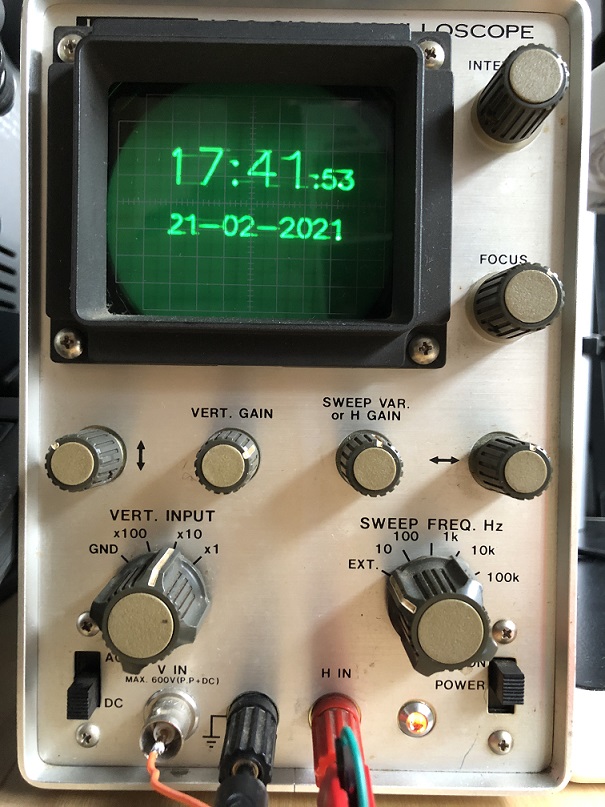 LOSCOPE
17:41:53
21-02-2021
FOCUS
VERT. GAIN
SWEEP VAR.
or H GAIN
VERT. INPUT
GND x100 x10 x1
SWEEP FREQ. Hz
EXT. 10 100 1k 10k 100k
V IN
MAX. 600V(P.P+DC)
DC
H IN
ON
POWER